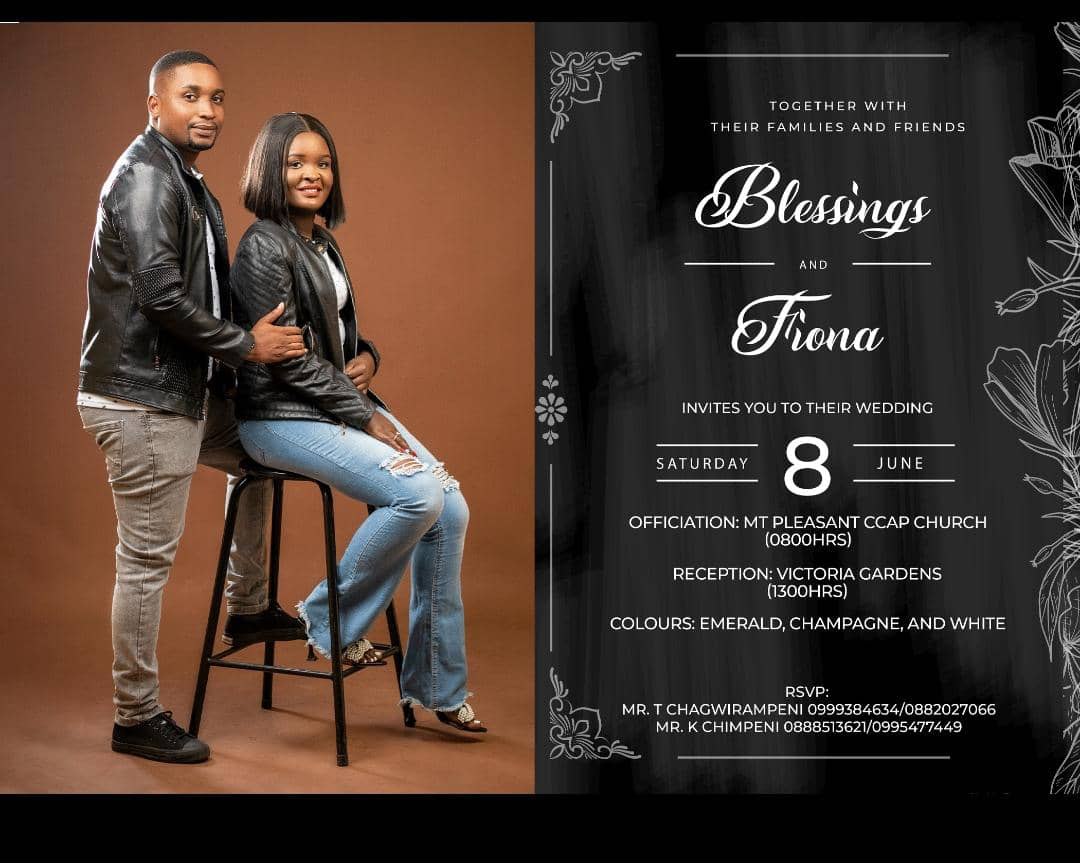 TOGETHER WITH
THEIR FAMILIES AND FRIENDS
Blessings
AND
Fiona
INVITES YOU TO THEIR WEDDING
SATURDAY 8 JUNE
OFFICIATION: MT PLEASANT CCAP CHURCH
(0800HRS)
RECEPTION: VICTORIA GARDENS
(1300HRS)
COLOURS: EMERALD, CHAMPAGNE, AND WHITE
RSVP:
MR. T CHAGWIRAMPENI 0999384634/0882027066
MR. K CHIMPENI 0888513621/0995477449